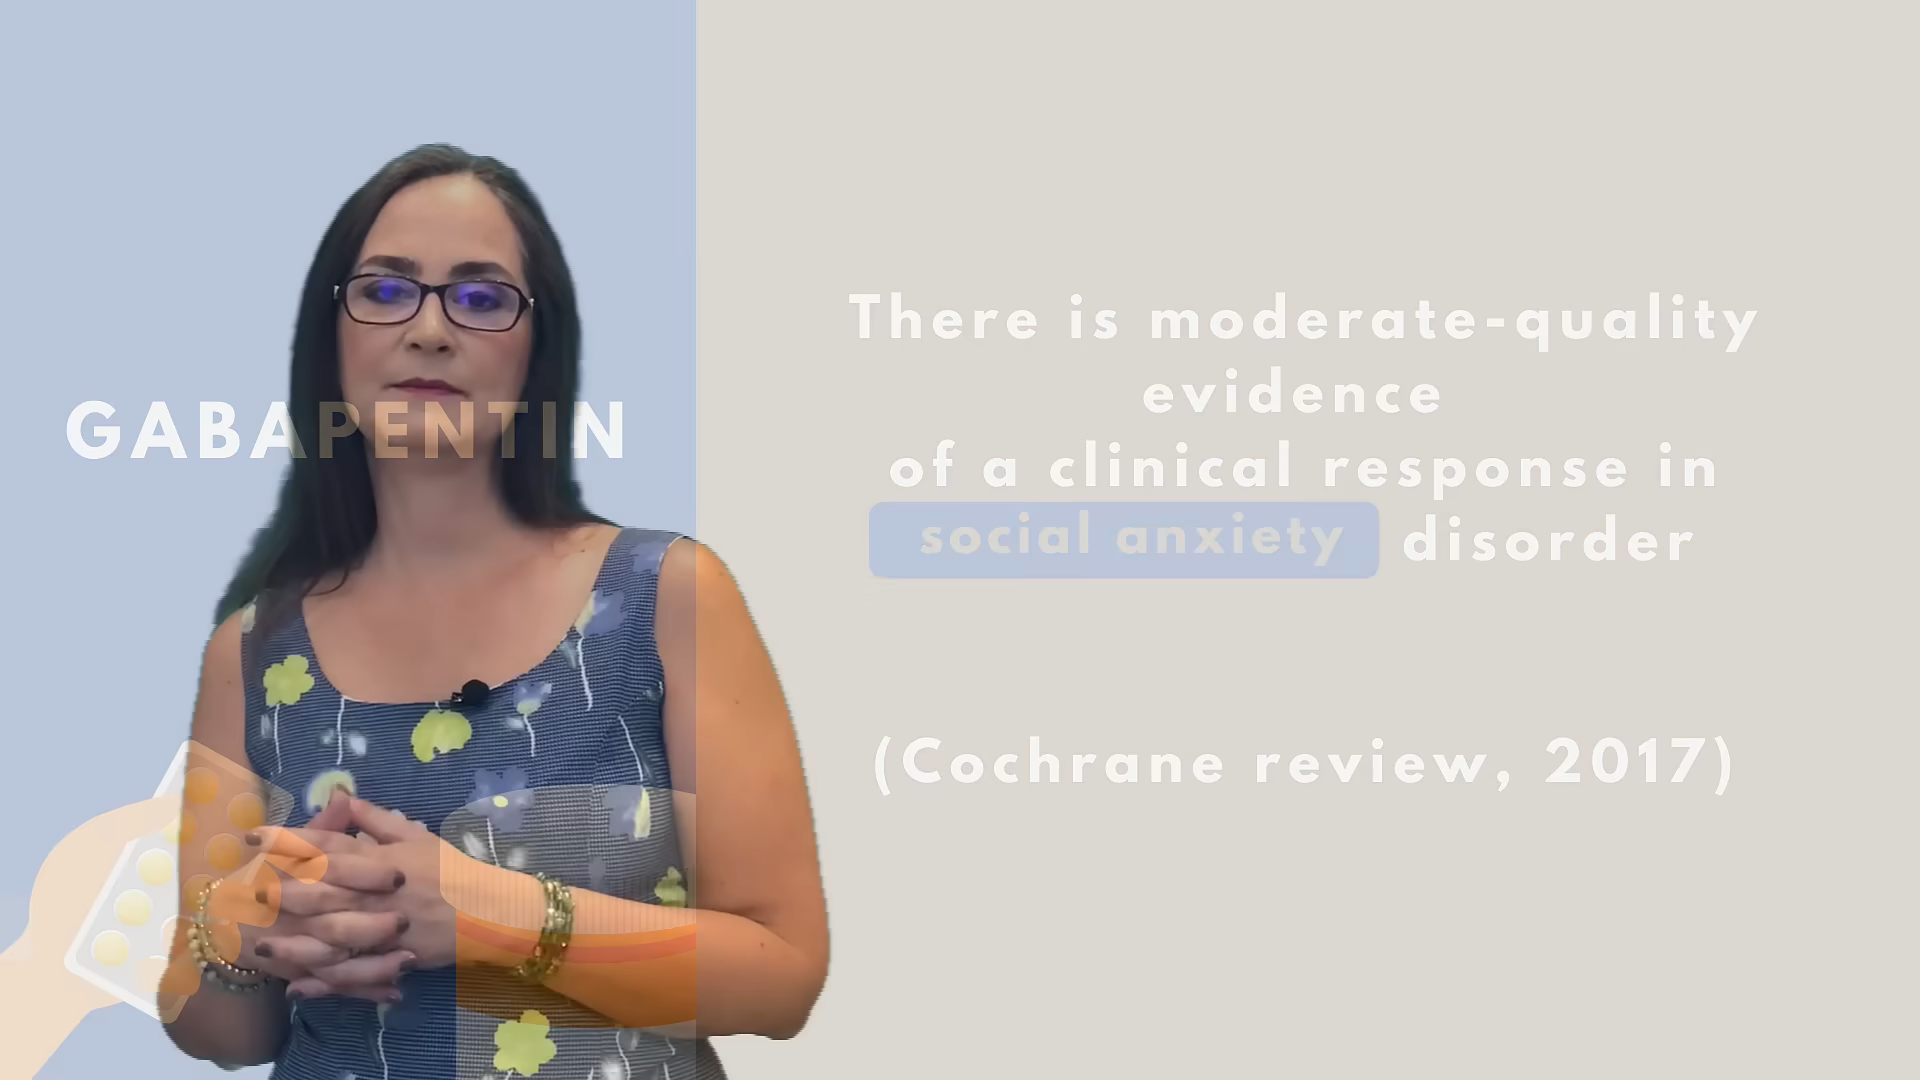 GABAPENTIN
There is moderate-quality
evidence
of a clinical response in
social anxiety disorder
(Cochrane review, 2017)